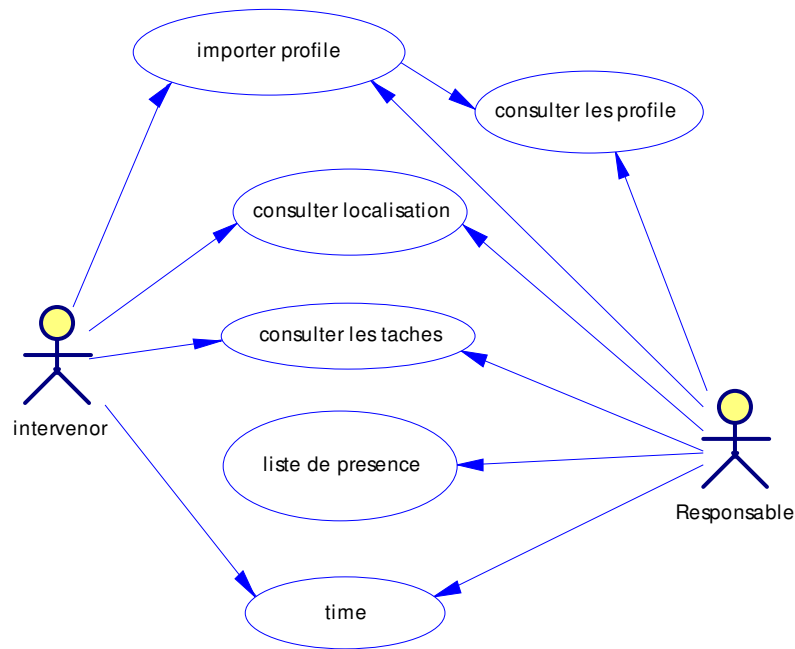 importer profile
consulter les profile
consulter localisation
consulter les taches
intervenor
liste de presence
Responsable
time